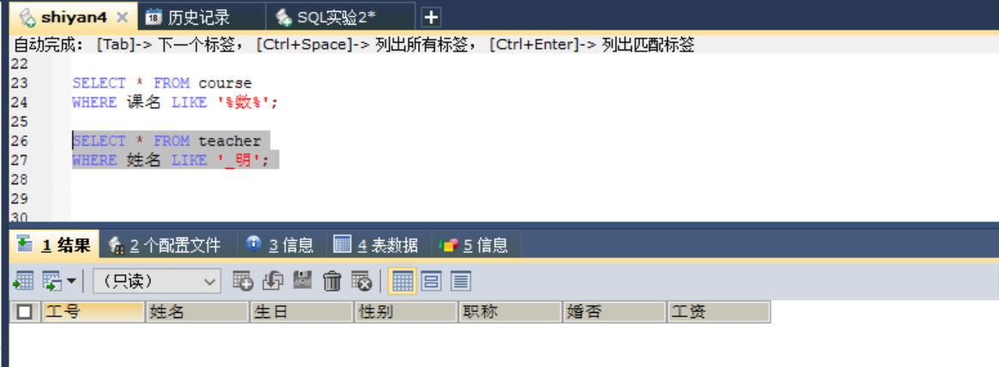 shiyan4 历史记录 SQL实验2*
自动完成： [Tab]-> 下一个标签， [Ctrl+Space]-> 列出所有标签， [Ctrl+Enter]-> 列出匹配标签
22
23 SELECT * FROM course
24 WHERE 课名 LIKE '%数%';
25
26 SELECT * FROM teacher
27 WHERE 姓名 LIKE '_明';
28
29
30
1 结果 2 个配置文件 3 信息 4 表数据 5 信息
（只读）
工号 姓名 生日 性别 职称 婚否 工资